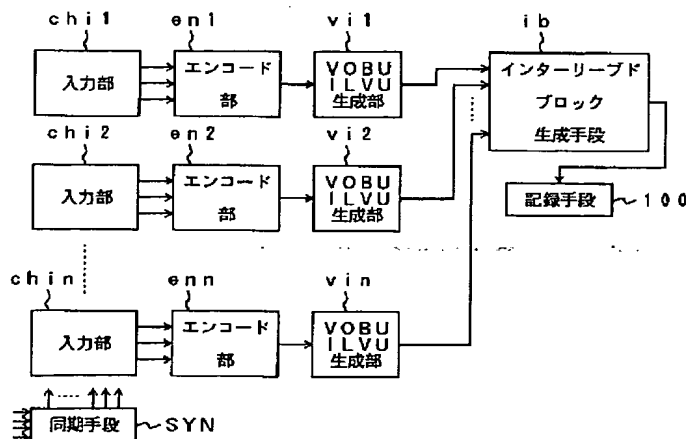 chi1 en1 vi1 ib
入力部
エンコード
部
VOBU
ILVU
生成部
インターリーブド
ブロック
生成手段
chi2 en2 vi2
入力部
エンコード
部
VOBU
ILVU
生成部
記録手段 100
chin enn vin
入力部
エンコード
部
VOBU
ILVU
生成部
同期手段 SYN